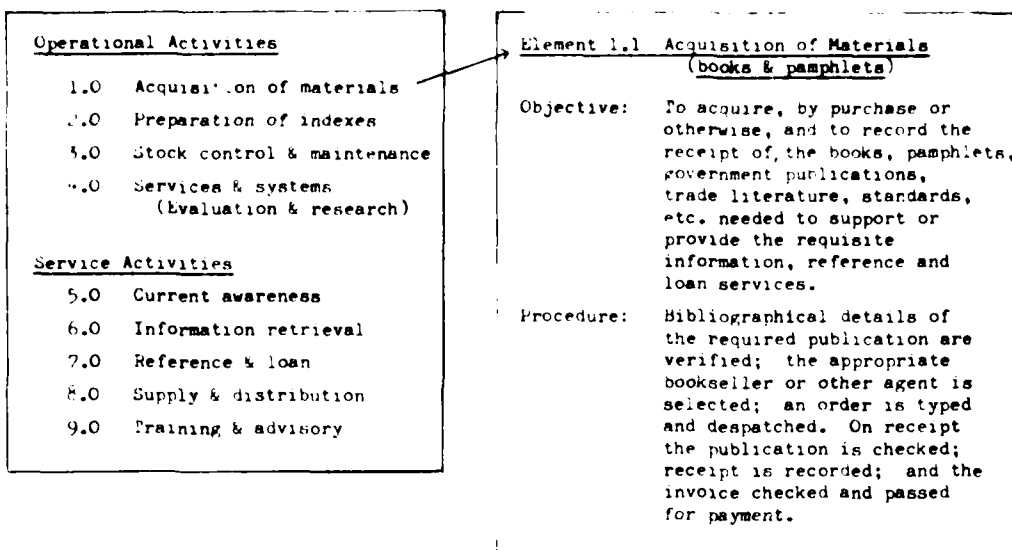 Operational Activities
1.0 Acquisition of materials
2.0 Preparation of indexes
3.0 Stock control & maintenance
4.0 Services & systems
(Evaluation & research)
Service Activities
5.0 Current awareness
6.0 Information retrieval
7.0 Reference & loan
8.0 Supply & distribution
9.0 Training & advisory
Element 1.1 Acquisition of Materials
(books & pamphlets)
Objective: To acquire, by purchase or
otherwise, and to record the
receipt of, the books, pamphlets,
government publications,
trade literature, standards,
etc. needed to support or
provide the requisite
information, reference and
loan services.
Procedure: Bibliographical details of
the required publication are
verified; the appropriate
bookseller or other agent is
selected; an order is typed
and despatched. On receipt
the publication is checked;
receipt is recorded; and the
invoice checked and passed
for payment.